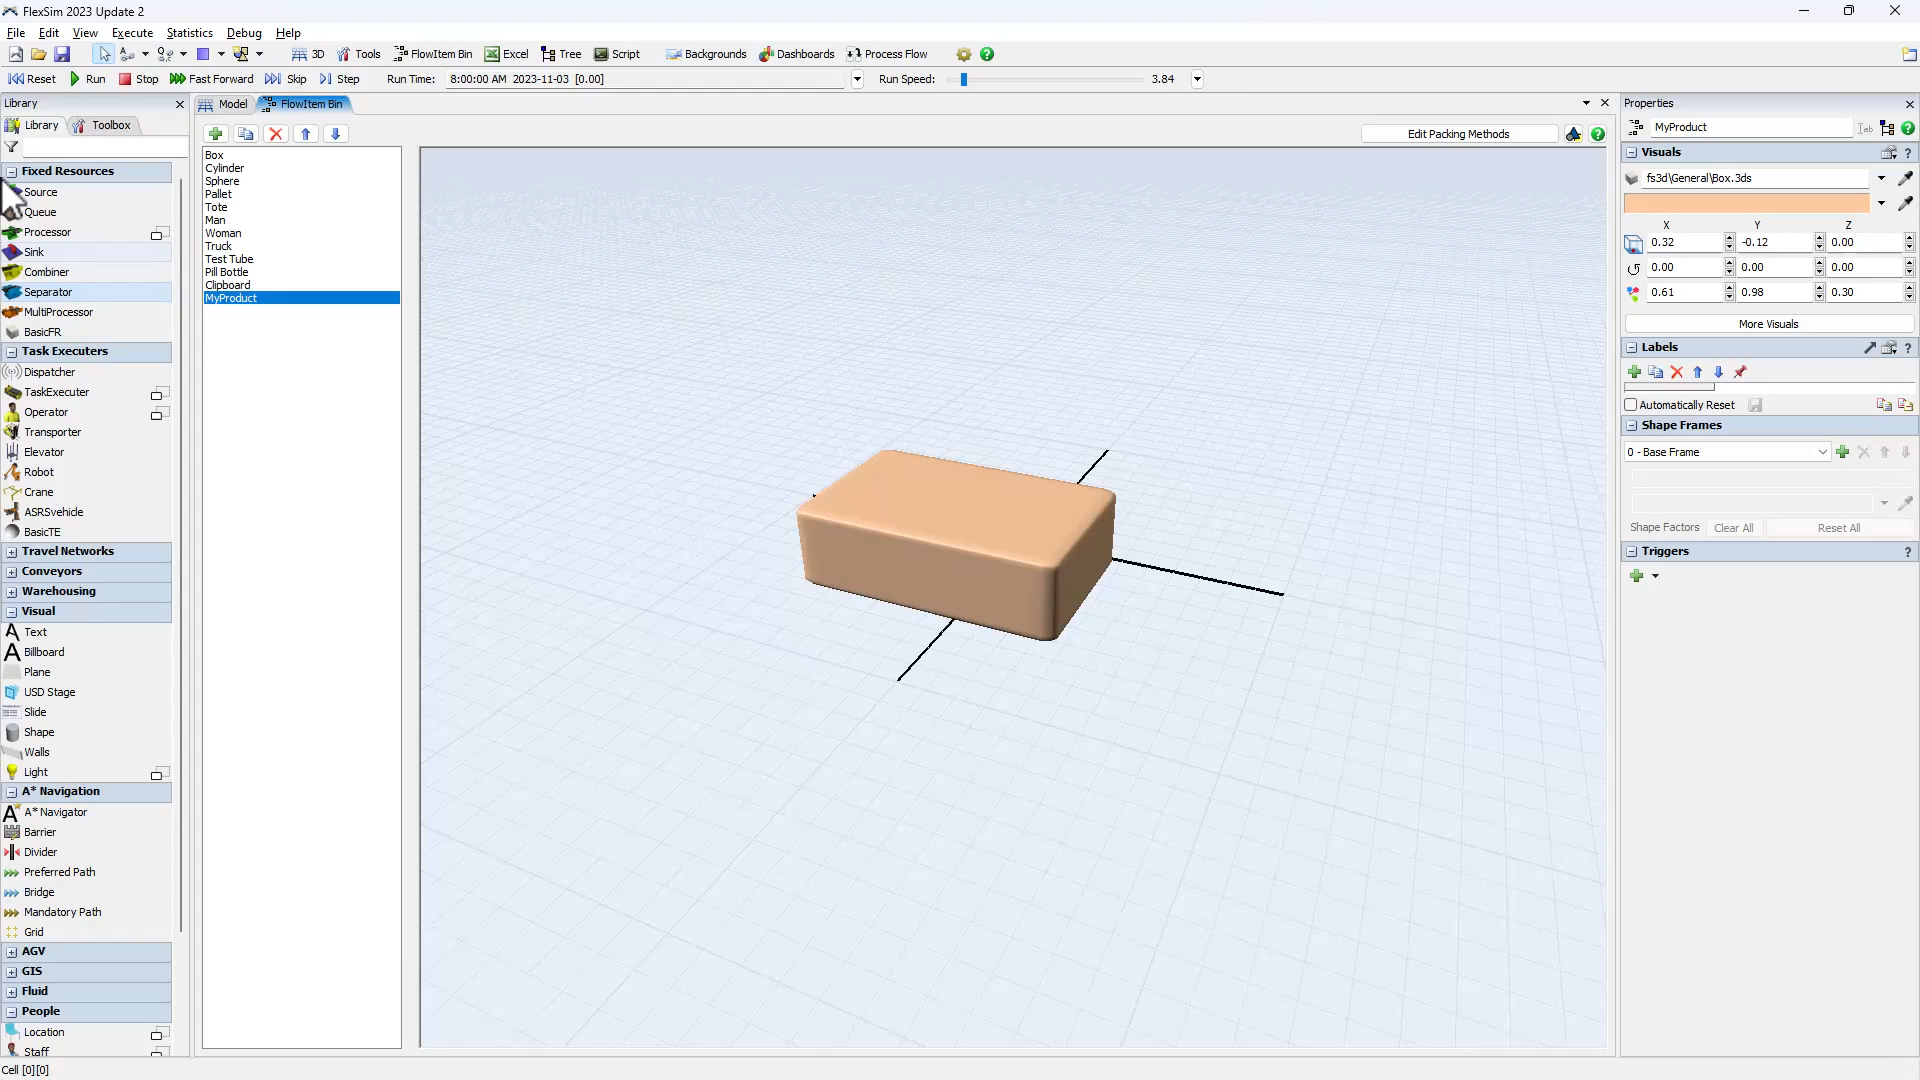 FlexSim 2023 Update 2
File Edit View Execute Statistics Debug Help
3D Tools FlowItem Bin Excel Tree Script Backgrounds Dashboards Process Flow
Reset Run Stop Fast Forward Skip Step Run Time: 8:00:00 AM 2023-11-03 [0.00] Run Speed: 3.84
Library
Library Toolbox
Fixed Resources
Source
Queue
Processor
Sink
Combiner
Separator
MultiProcessor
BasicFR
Task Executers
Dispatcher
TaskExecuter
Operator
Transporter
Elevator
Robot
Crane
ASRSvehicle
BasicTE
Travel Networks
Conveyors
Warehousing
Visual
Text
Billboard
Plane
USD Stage
Slide
Shape
Walls
Light
A* Navigation
A* Navigator
Barrier
Divider
Preferred Path
Bridge
Mandatory Path
Grid
AGV
GIS
Fluid
People
Location
Staff
Model FlowItem Bin
Edit Packing Methods
Box
Cylinder
Sphere
Pallet
Tote
Man
Woman
Truck
Test Tube
Pill Bottle
Clipboard
MyProduct
Properties
MyProduct
Visuals
fs3d\General\Box.3ds
X Y Z
0.32 -0.12 0.00
0.00 0.00 0.00
0.61 0.98 0.30
More Visuals
Labels
Automatically Reset
Shape Frames
0 - Base Frame
Shape Factors Clear All Reset All
Triggers
Cell [0][0]